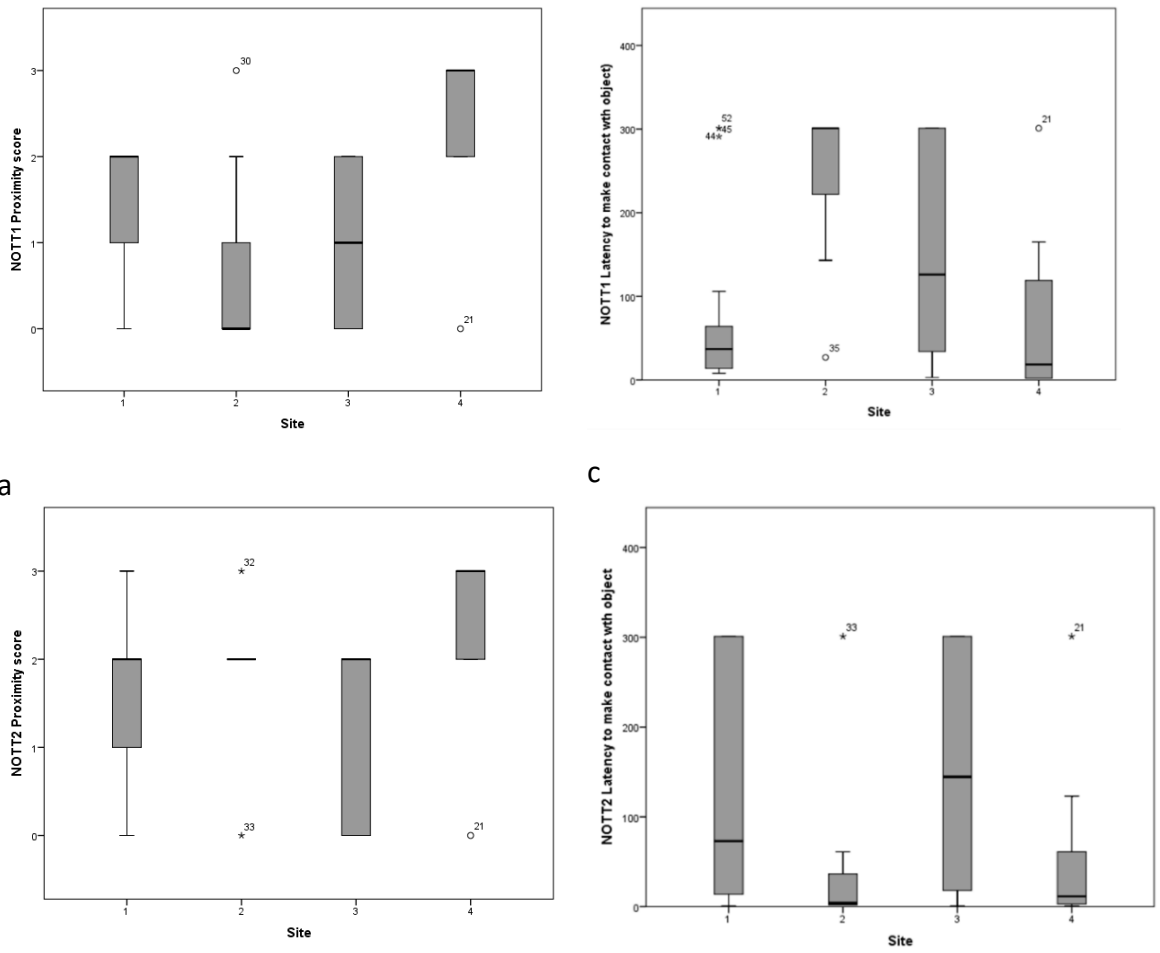 NOTT1 Proximity score
3
2
1
0
30
21
1 2 3 4
Site
NOTT1 Latency to make contact wth object)
400
300
200
100
0
52
45
44
35
21
1 2 3 4
Site
a
NOTT2 Proximity score
3
2
1
0
32
33
21
1 2 3 4
Site
c
NOTT2 Latency to make contact wth object
400
300
200
100
0
33
21
1 2 3 4
Site